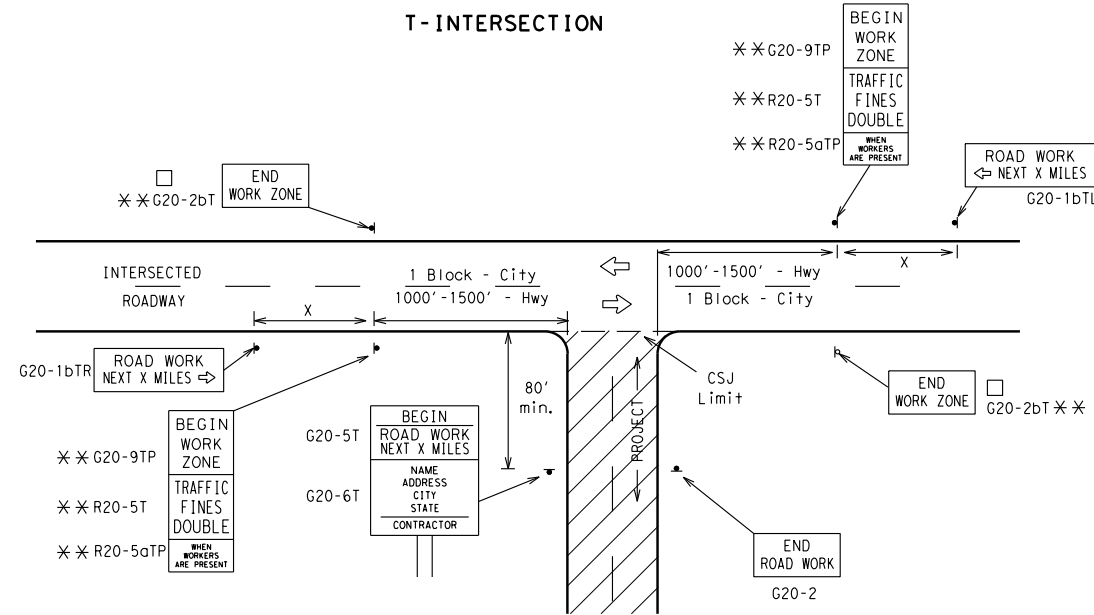 T-INTERSECTION
BEGIN
WORK
ZONE
TRAFFIC
FINES
DOUBLE
WHEN
WORKERS
ARE PRESENT
**G20-9TP
**R20-5T
**R20-5aTP
ROAD WORK
⇦ NEXT X MILES
G20-1bTL
END
WORK ZONE
□
**G20-2bT
INTERSECTED
ROADWAY
1 Block - City
1000'-1500' - Hwy
1000'-1500' - Hwy
1 Block - City
X
X
G20-1bTR
ROAD WORK
NEXT X MILES ⇨
80'
min.
PROJECT
CSJ
Limit
END
WORK ZONE
□
G20-2bT **
BEGIN
WORK
ZONE
TRAFFIC
FINES
DOUBLE
WHEN
WORKERS
ARE PRESENT
** G20-9TP
** R20-5T
** R20-5aTP
G20-5T
BEGIN
ROAD WORK
NEXT X MILES
G20-6T
NAME
ADDRESS
CITY
STATE
CONTRACTOR
END
ROAD WORK
G20-2